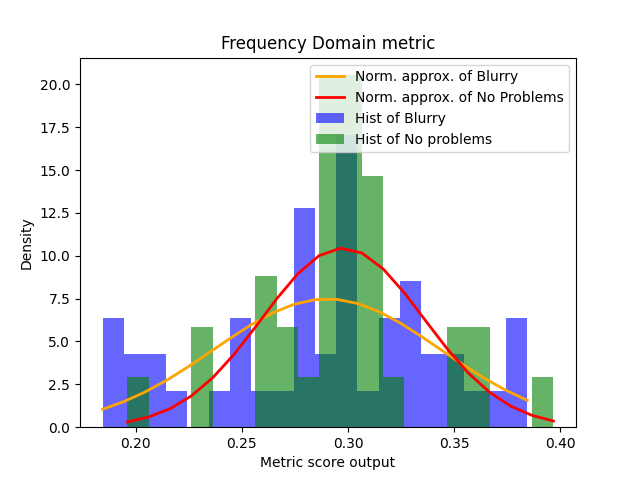 Frequency Domain metric
Norm. approx. of Blurry
Norm. approx. of No Problems
Hist of Blurry
Hist of No problems
Density
20.0
17.5
15.0
12.5
10.0
7.5
5.0
2.5
0.0
0.20
0.25
0.30
0.35
0.40
Metric score output